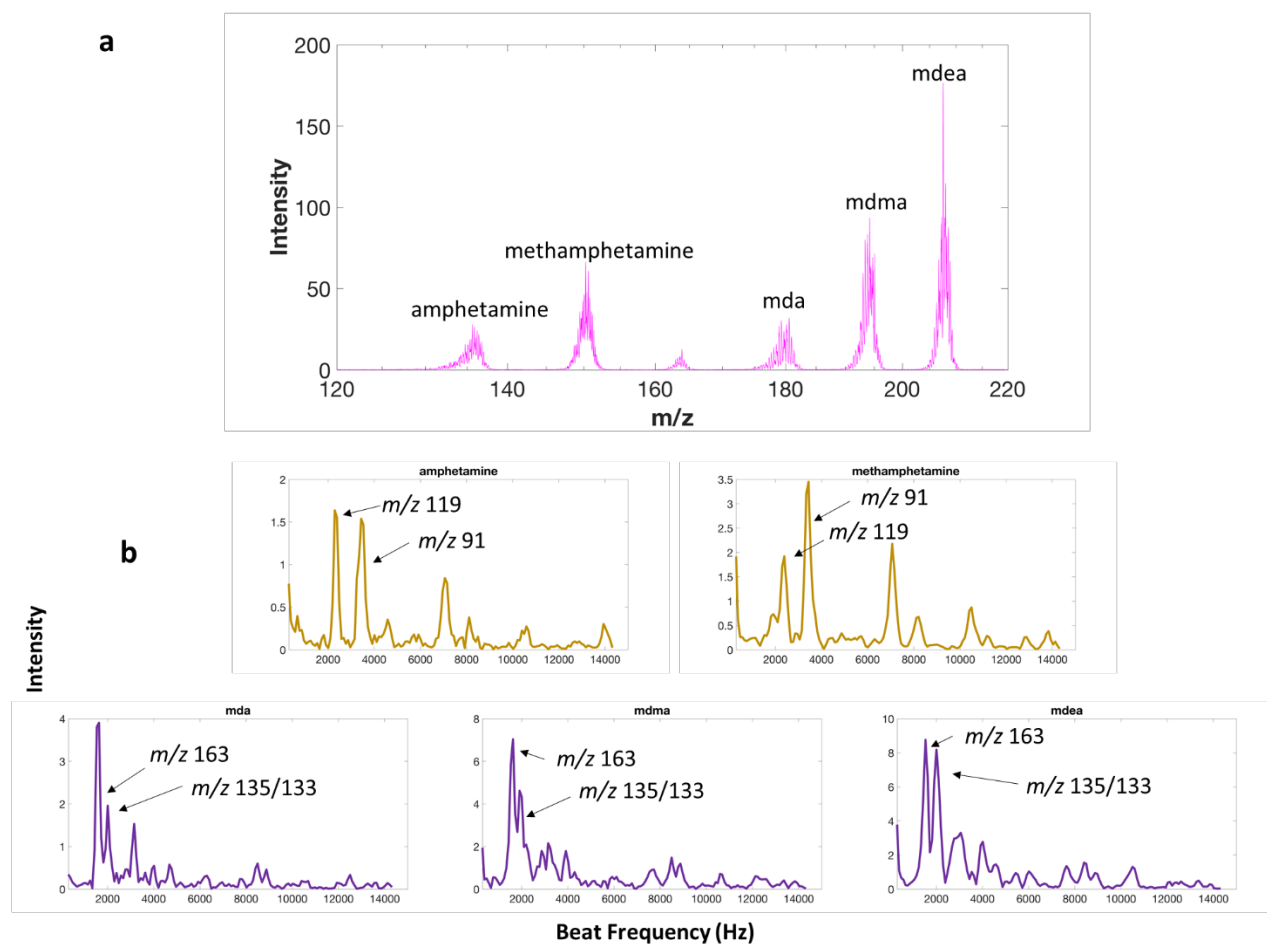 a
200
150
100
50
0
Intensity
120 140 160 180 200 220
m/z
amphetamine
methamphetamine
mda
mdma
mdea
b
Intensity
amphetamine
2
1.5
1
0.5
0
m/z 119
m/z 91
2000 4000 6000 8000 10000 12000 14000
methamphetamine
3.5
3
2.5
2
1.5
1
0.5
0
m/z 91
m/z 119
2000 4000 6000 8000 10000 12000 14000
mda
4
3
2
1
0
m/z 163
m/z 135/133
2000 4000 6000 8000 10000 12000 14000
mdma
8
6
4
2
0
m/z 163
m/z 135/133
2000 4000 6000 8000 10000 12000 14000
mdea
10
8
6
4
2
0
m/z 163
m/z 135/133
2000 4000 6000 8000 10000 12000 14000
Beat Frequency (Hz)